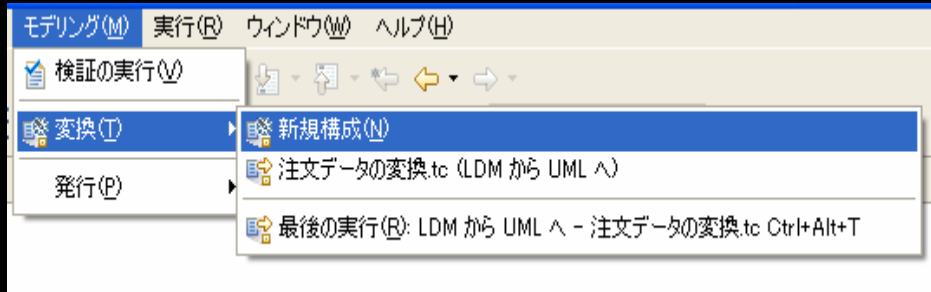 モデリング(M) 実行(R) ウィンドウ(W) ヘルプ(H)
検証の実行(V)
変換(T)
新規構成(N)
注文データの変換.tc (LDM から UML へ)
発行(P)
最後の実行(R): LDM から UML へ - 注文データの変換.tc Ctrl+Alt+T